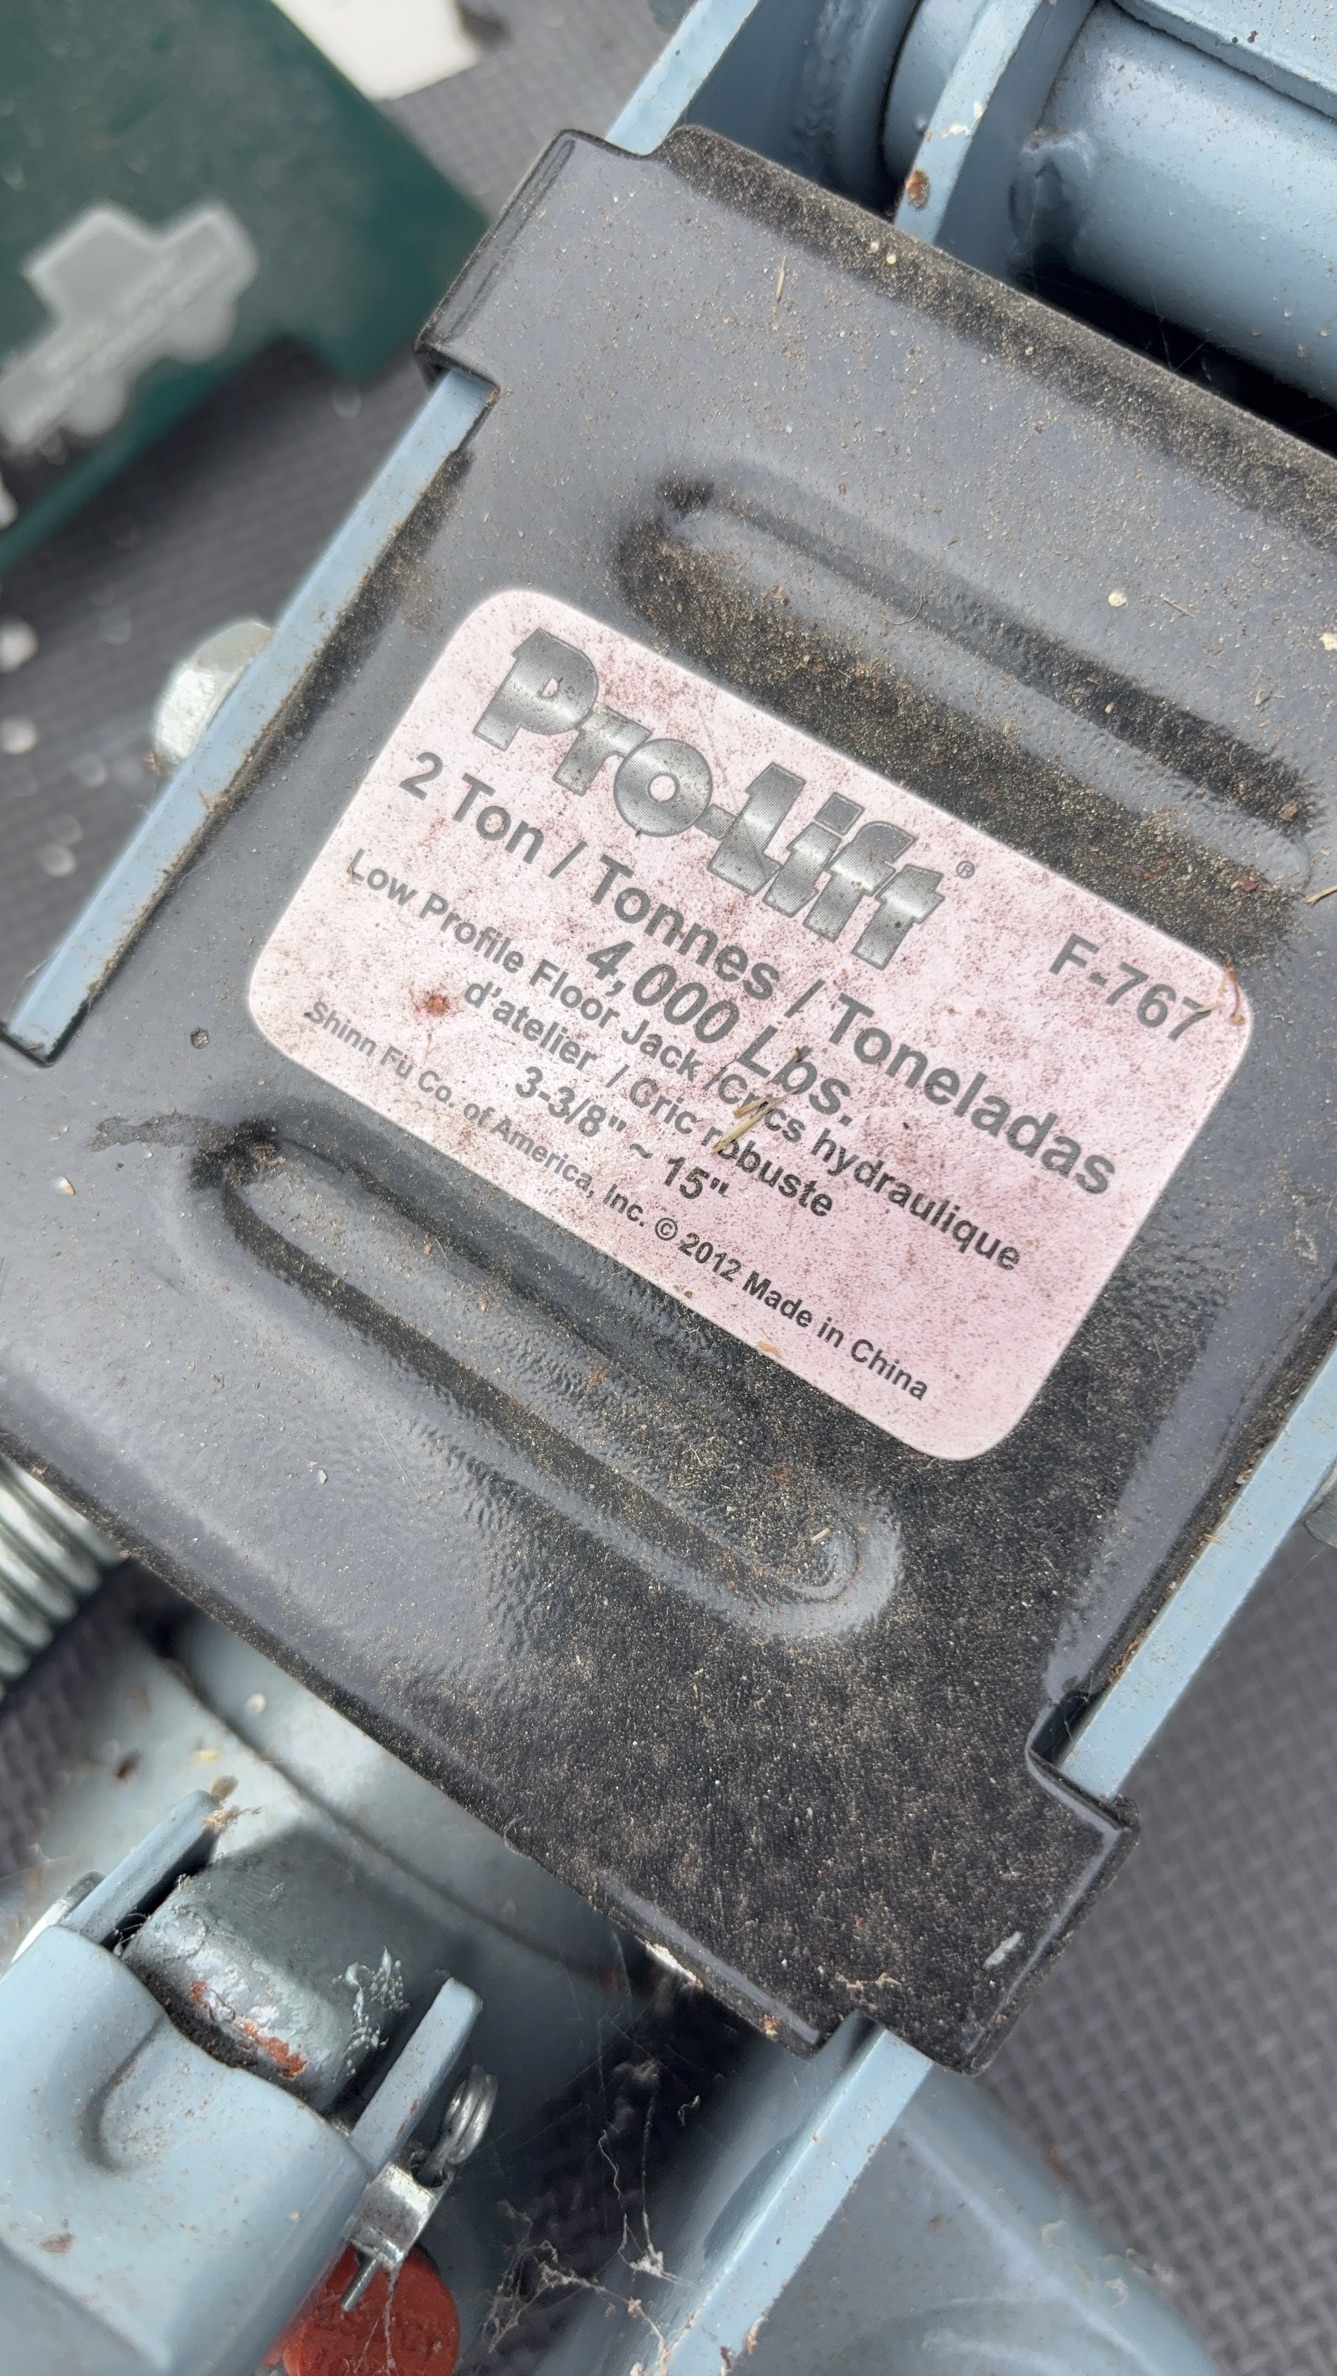 Pro-Lift®
F-767
2 Ton / Tonnes / Toneladas
4,000 Lbs.
Low Profile Floor Jack /Crics hydraulique
d'atelier / Cric robuste
3-3/8" ~ 15"
Shinn Fu Co. of America, Inc. © 2012 Made in China